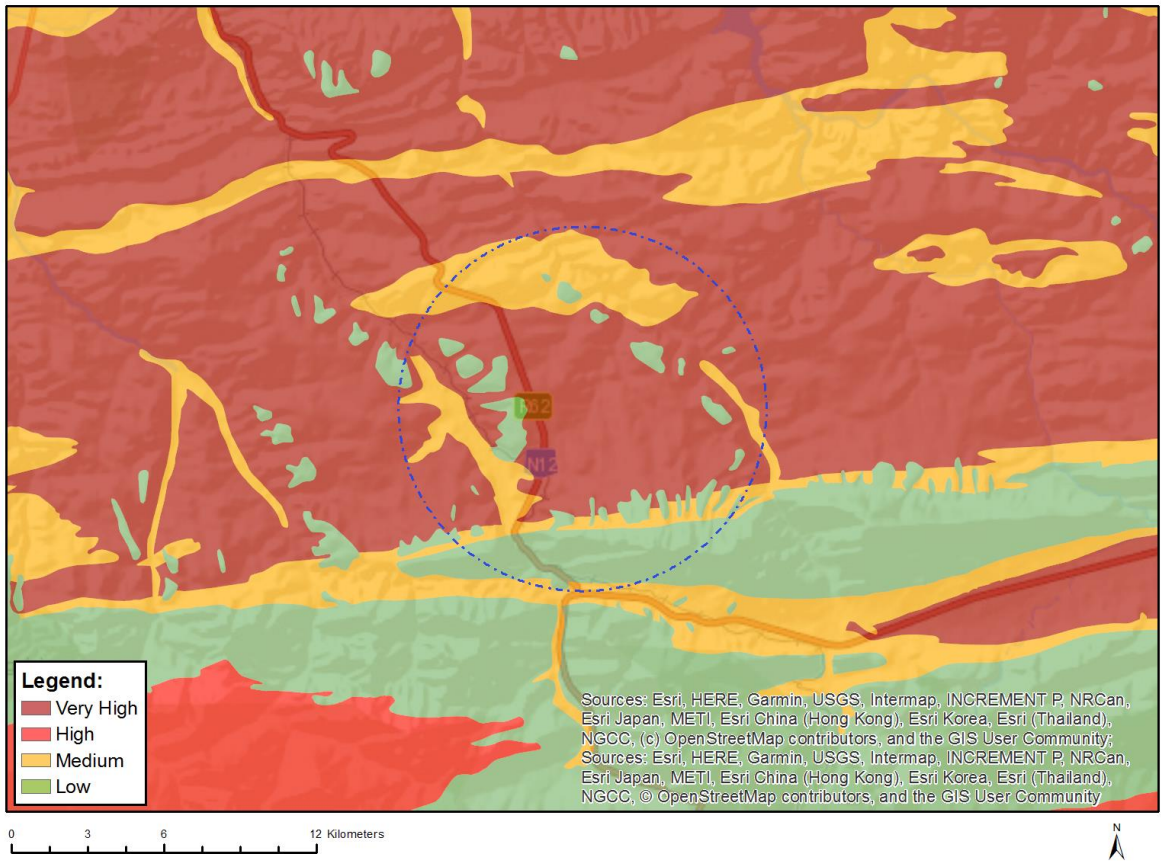 R62
N12
Legend:
Very High
High
Medium
Low
Sources: Esri, HERE, Garmin, USGS, Intermap, INCREMENT P, NRCan,
Esri Japan, METI, Esri China (Hong Kong), Esri Korea, Esri (Thailand),
NGCC, (c) OpenStreetMap contributors, and the GIS User Community;
Sources: Esri, HERE, Garmin, USGS, Intermap, INCREMENT P, NRCan,
Esri Japan, METI, Esri China (Hong Kong), Esri Korea, Esri (Thailand),
NGCC, © OpenStreetMap contributors, and the GIS User Community
0 3 6 12 Kilometers
N